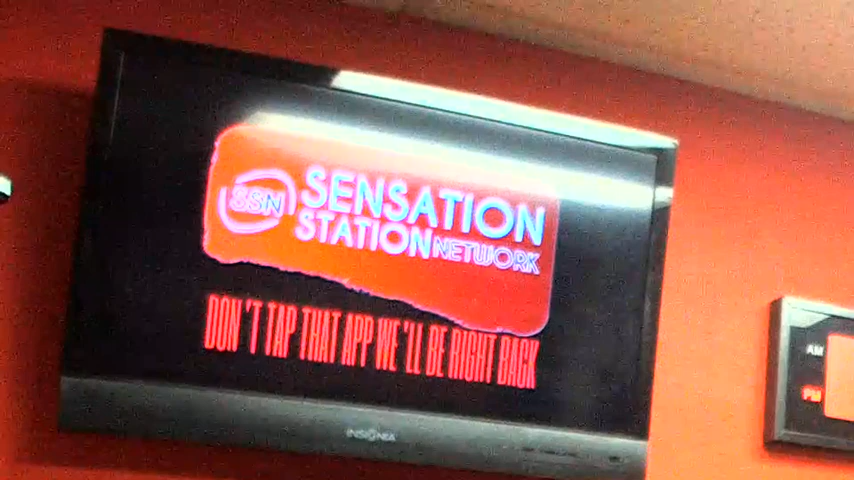 SSN
SENSATION
STATION NETWORK
DON'T TAP THAT APP WE'LL BE RIGHT BACK
INSIGNIA
AM
PM